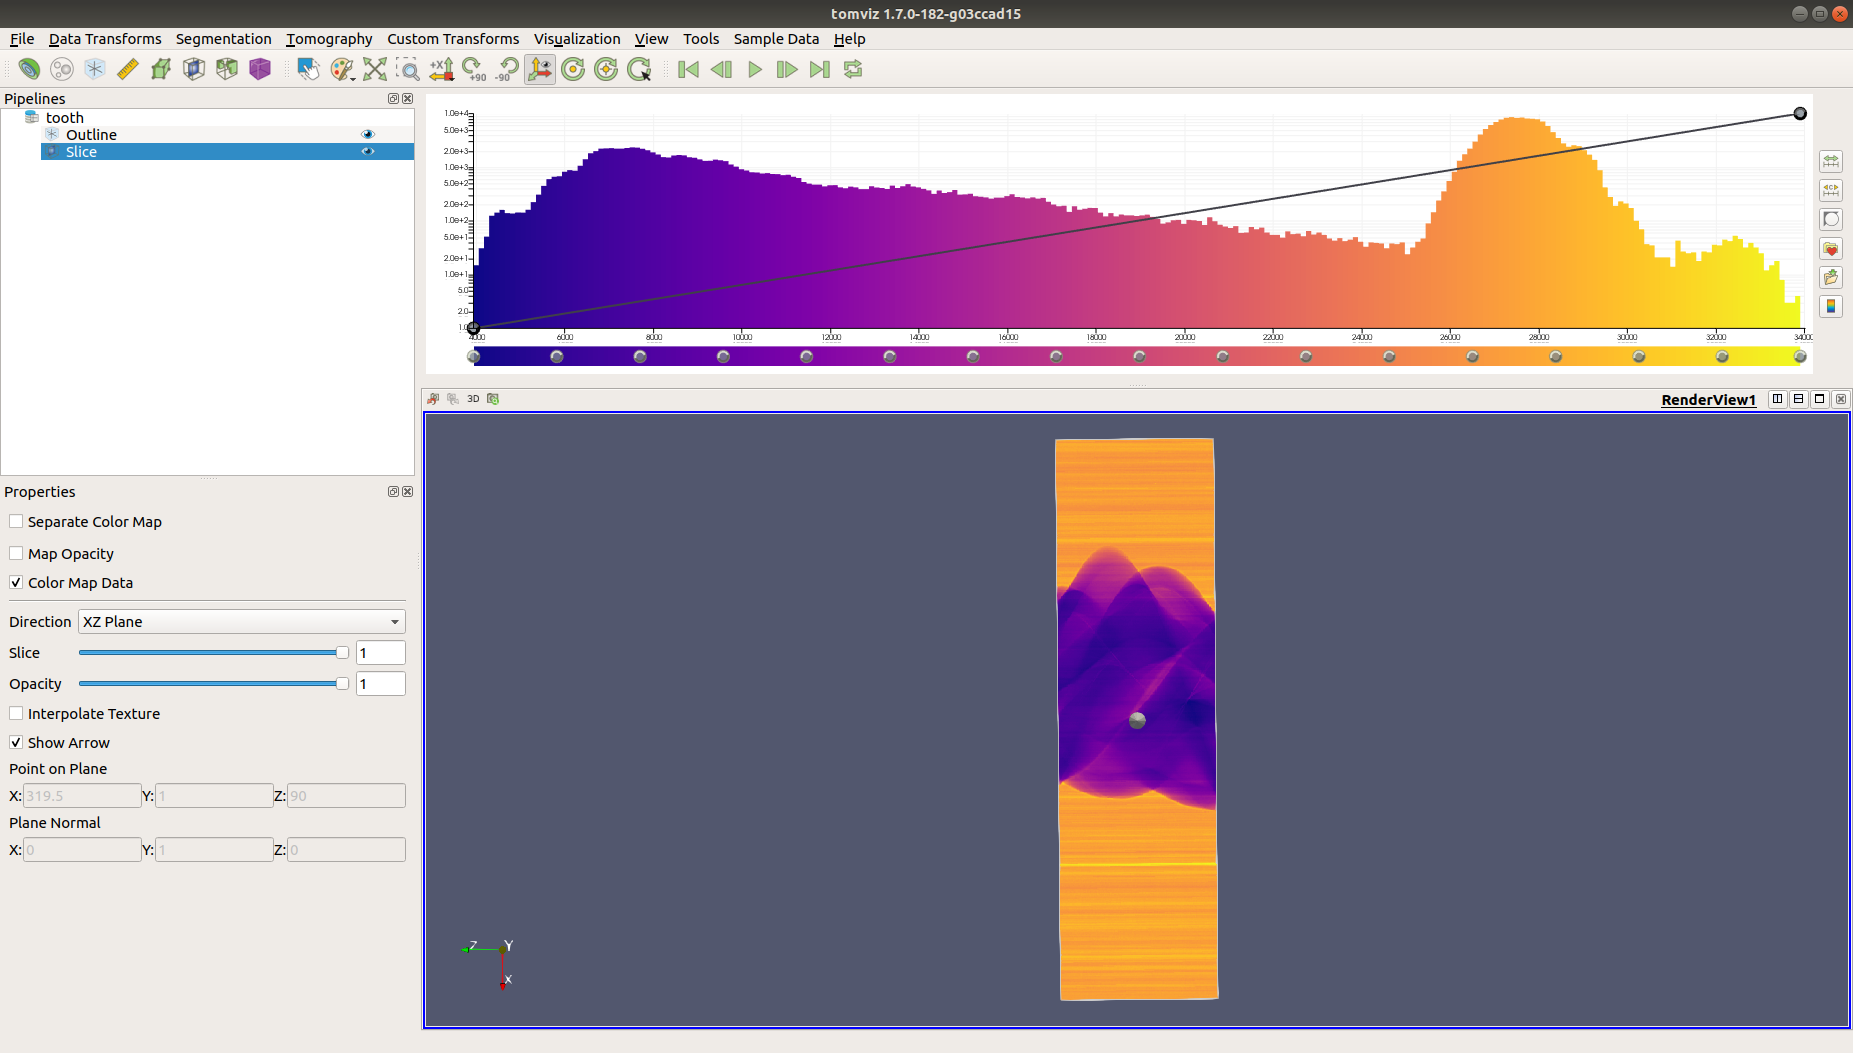 tomviz 1.7.0-182-g03ccad15
File Data Transforms Segmentation Tomography Custom Transforms Visualization View Tools Sample Data Help
+X +90 -90
Pipelines
tooth
Outline
Slice
1.0e+4
5.0e+3
2.0e+3
1.0e+3
5.0e+2
2.0e+2
1.0e+2
5.0e+1
2.0e+1
1.0e+1
5.0
2.0
1.0
4000 6000 8000 10000 12000 14000 16000 18000 20000 22000 24000 26000 28000 30000 32000 34000
3D
RenderView1
Properties
Separate Color Map
Map Opacity
Color Map Data
Direction XZ Plane
Slice 1
Opacity 1
Interpolate Texture
Show Arrow
Point on Plane
X: 319.5 Y: 1 Z: 90
Plane Normal
X: 0 Y: 1 Z: 0
Z Y
X